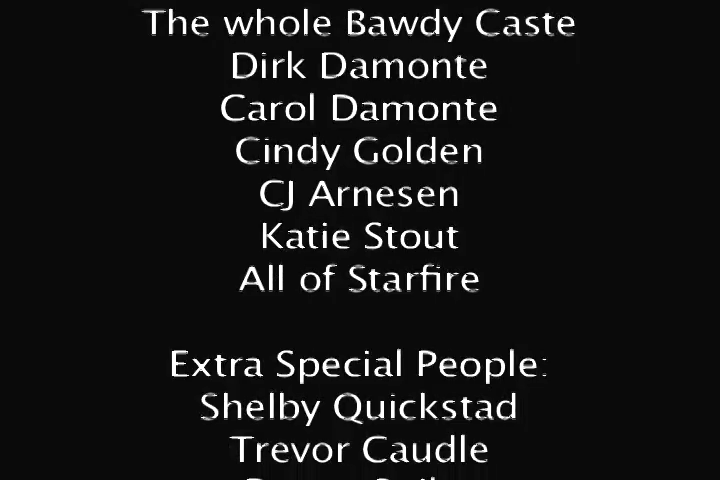 The whole Bawdy Caste
Dirk Damonte
Carol Damonte
Cindy Golden
CJ Arnesen
Katie Stout
All of Starfire
Extra Special People:
Shelby Quickstad
Trevor Caudle